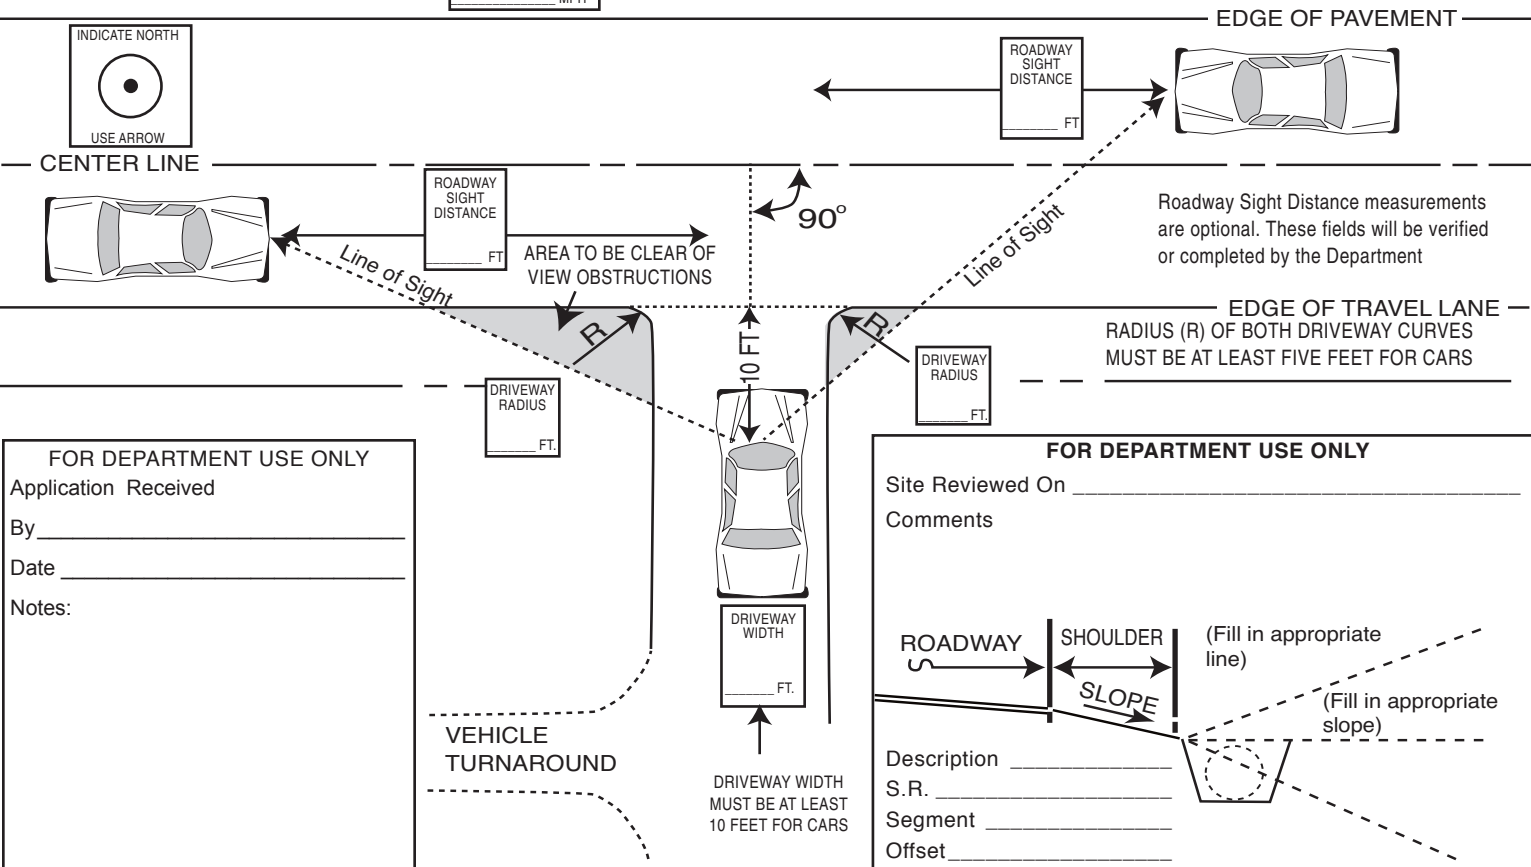 MPH
EDGE OF PAVEMENT
INDICATE NORTH
USE ARROW
ROADWAY
SIGHT
DISTANCE
________ FT
CENTER LINE
ROADWAY
SIGHT
DISTANCE
________ FT
90°
Roadway Sight Distance measurements
are optional. These fields will be verified
or completed by the Department
Line of Sight
AREA TO BE CLEAR OF
VIEW OBSTRUCTIONS
Line of Sight
EDGE OF TRAVEL LANE
RADIUS (R) OF BOTH DRIVEWAY CURVES
MUST BE AT LEAST FIVE FEET FOR CARS
R
10 FT
R
DRIVEWAY
RADIUS
_______ FT.
DRIVEWAY
RADIUS
_______ FT.
FOR DEPARTMENT USE ONLY
Application Received
By
Date
Notes:
DRIVEWAY
WIDTH
_______ FT.
VEHICLE
TURNAROUND
DRIVEWAY WIDTH
MUST BE AT LEAST
10 FEET FOR CARS
FOR DEPARTMENT USE ONLY
Site Reviewed On
Comments
ROADWAY
SHOULDER
SLOPE
(Fill in appropriate
line)
(Fill in appropriate
slope)
Description
S.R.
Segment
Offset